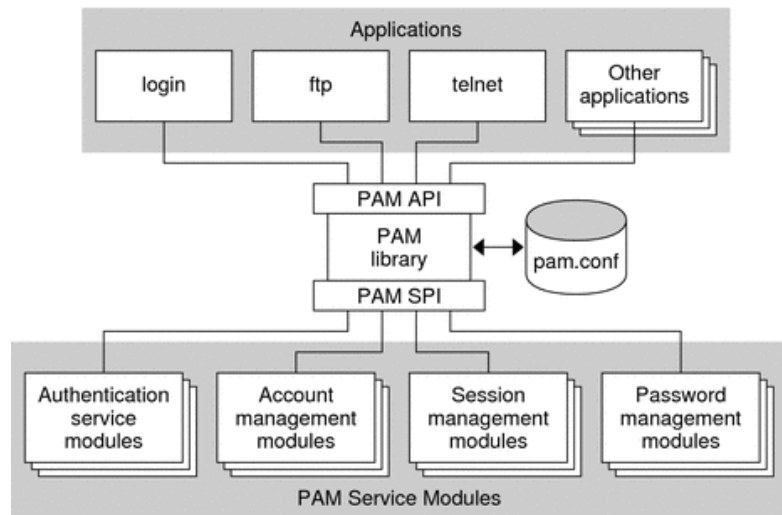 Applications
login
ftp
telnet
Other
applications
PAM API
PAM
library
pam.conf
PAM SPI
Authentication
service
modules
Account
management
modules
Session
management
modules
Password
management
modules
PAM Service Modules